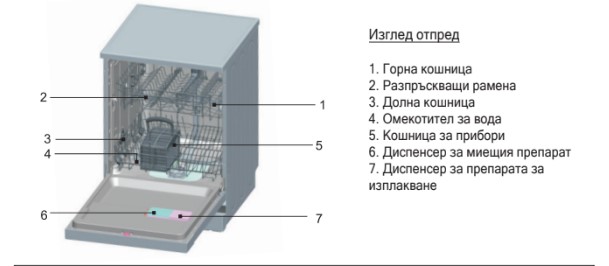 Изглед отпред
1. Горна кошница
2. Разпръскващи рамена
3. Долна кошница
4. Омекотител за вода
5. Кошница за прибори
6. Диспенсер за миещия препарат
7. Диспенсер за препарата за
изплакване
2
1
3
4
5
6
7